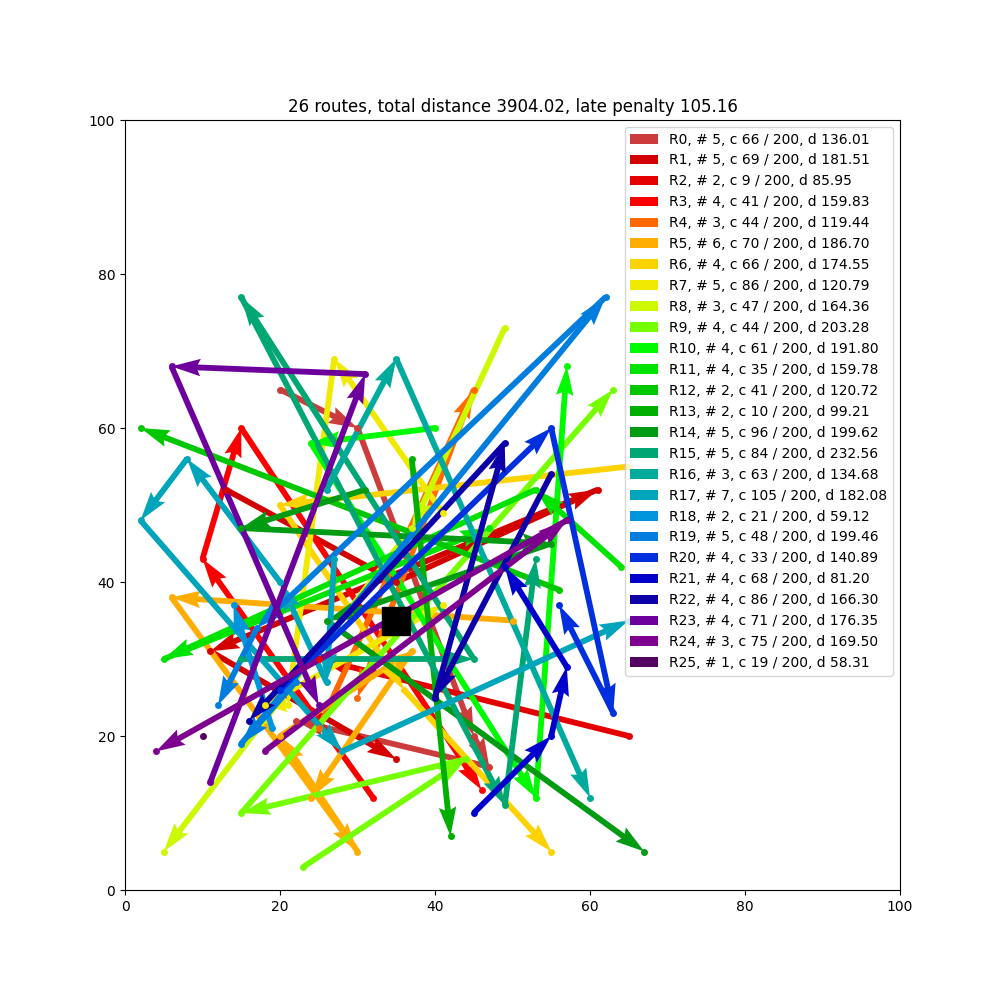 26 routes, total distance 3904.02, late penalty 105.16
100
80
60
40
20
0
0
20
40
60
80
100
R0, # 5, c 66 / 200, d 136.01
R1, # 5, c 69 / 200, d 181.51
R2, # 2, c 9 / 200, d 85.95
R3, # 4, c 41 / 200, d 159.83
R4, # 3, c 44 / 200, d 119.44
R5, # 6, c 70 / 200, d 186.70
R6, # 4, c 66 / 200, d 174.55
R7, # 5, c 86 / 200, d 120.79
R8, # 3, c 47 / 200, d 164.36
R9, # 4, c 44 / 200, d 203.28
R10, # 4, c 61 / 200, d 191.80
R11, # 4, c 35 / 200, d 159.78
R12, # 2, c 41 / 200, d 120.72
R13, # 2, c 10 / 200, d 99.21
R14, # 5, c 96 / 200, d 199.62
R15, # 5, c 84 / 200, d 232.56
R16, # 3, c 63 / 200, d 134.68
R17, # 7, c 105 / 200, d 182.08
R18, # 2, c 21 / 200, d 59.12
R19, # 5, c 48 / 200, d 199.46
R20, # 4, c 33 / 200, d 140.89
R21, # 4, c 68 / 200, d 81.20
R22, # 4, c 86 / 200, d 166.30
R23, # 4, c 71 / 200, d 176.35
R24, # 3, c 75 / 200, d 169.50
R25, # 1, c 19 / 200, d 58.31